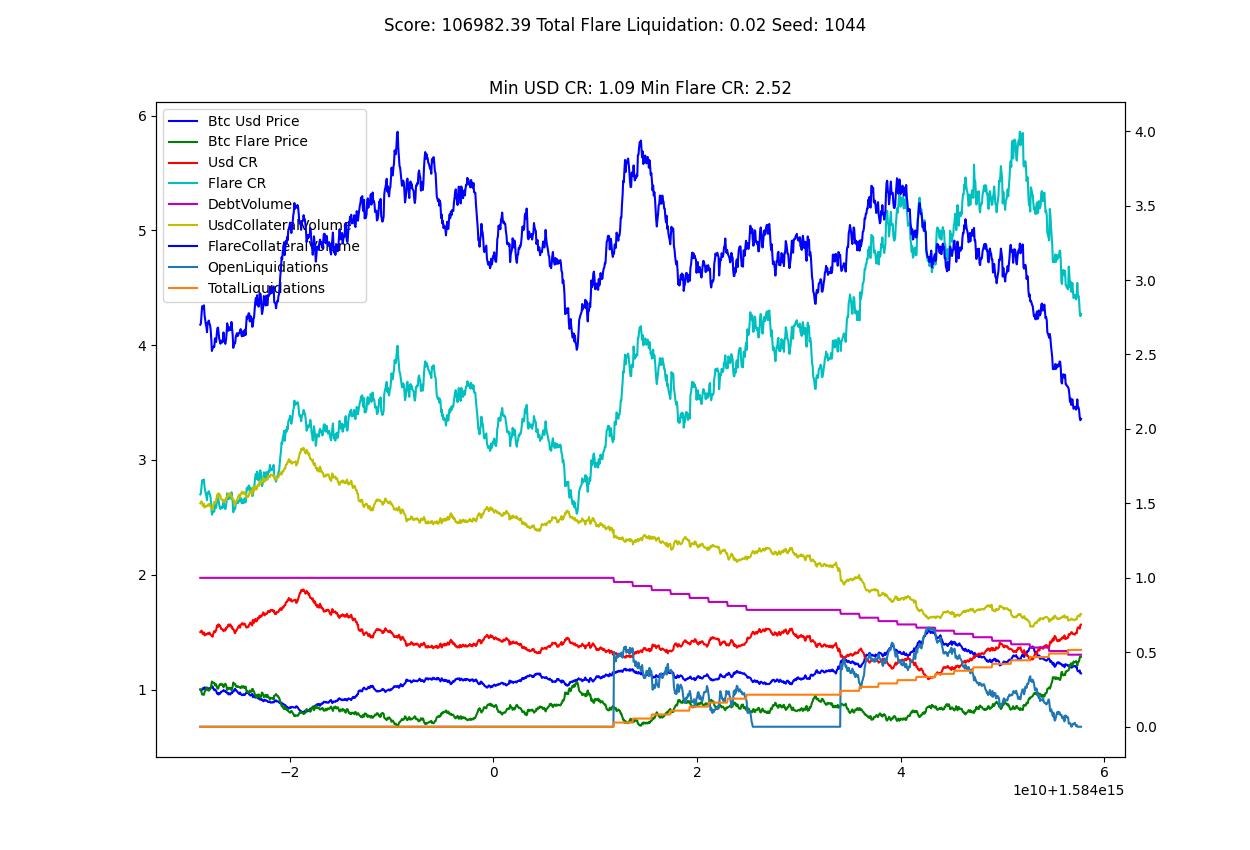 Score: 106982.39 Total Flare Liquidation: 0.02 Seed: 1044
Min USD CR: 1.09 Min Flare CR: 2.52
Btc Usd Price
Btc Flare Price
Usd CR
Flare CR
DebtVolume
UsdCollateralVolume
FlareCollateralVolume
OpenLiquidations
TotalLiquidations
6
5
4
3
2
1
4.0
3.5
3.0
2.5
2.0
1.5
1.0
0.5
0.0
−2
0
2
4
6
1e10+1.584e15